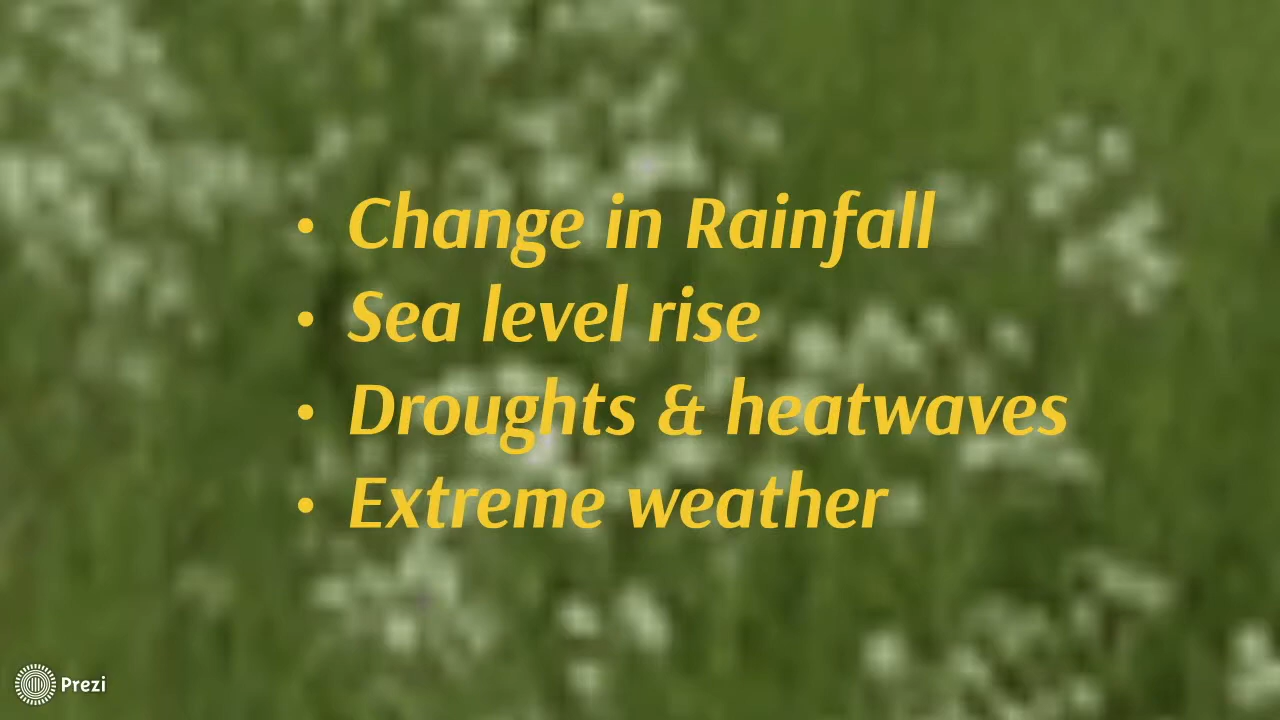 • Change in Rainfall
• Sea level rise
• Droughts & heatwaves
• Extreme weather
Prezi